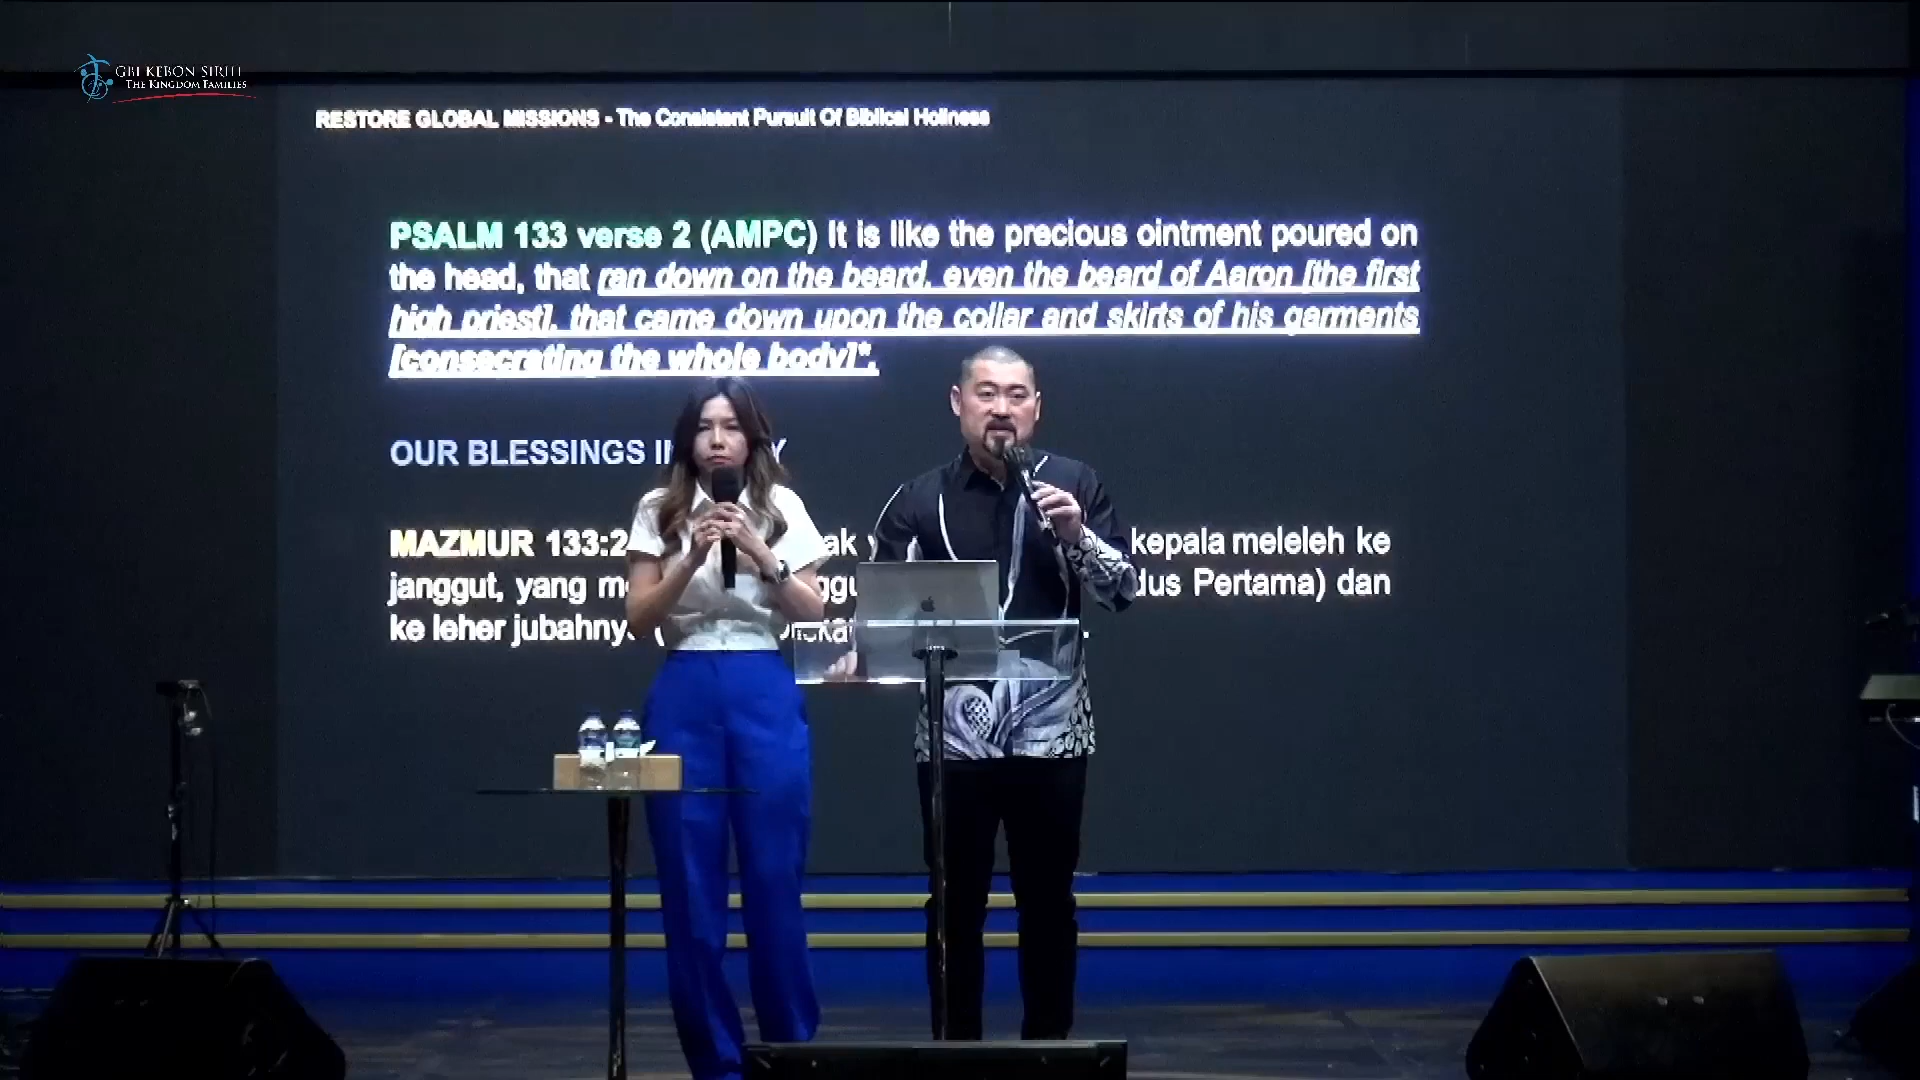 GBI KEBON SIRIH
THE KINGDOM FAMILIES
RESTORE GLOBAL MISSIONS - The Consistent Pursuit Of Biblical Holiness
PSALM 133 verse 2 (AMPC) It is like the precious ointment poured on
the head, that ran down on the beard, even the beard of Aaron [the first
high priest], that came down upon the collar and skirts of his garments
[consecrating the whole body]*.
OUR BLESSINGS
MAZMUR 133:2 kepala meleleh ke
janggut, yang Pertama) dan
ke leher